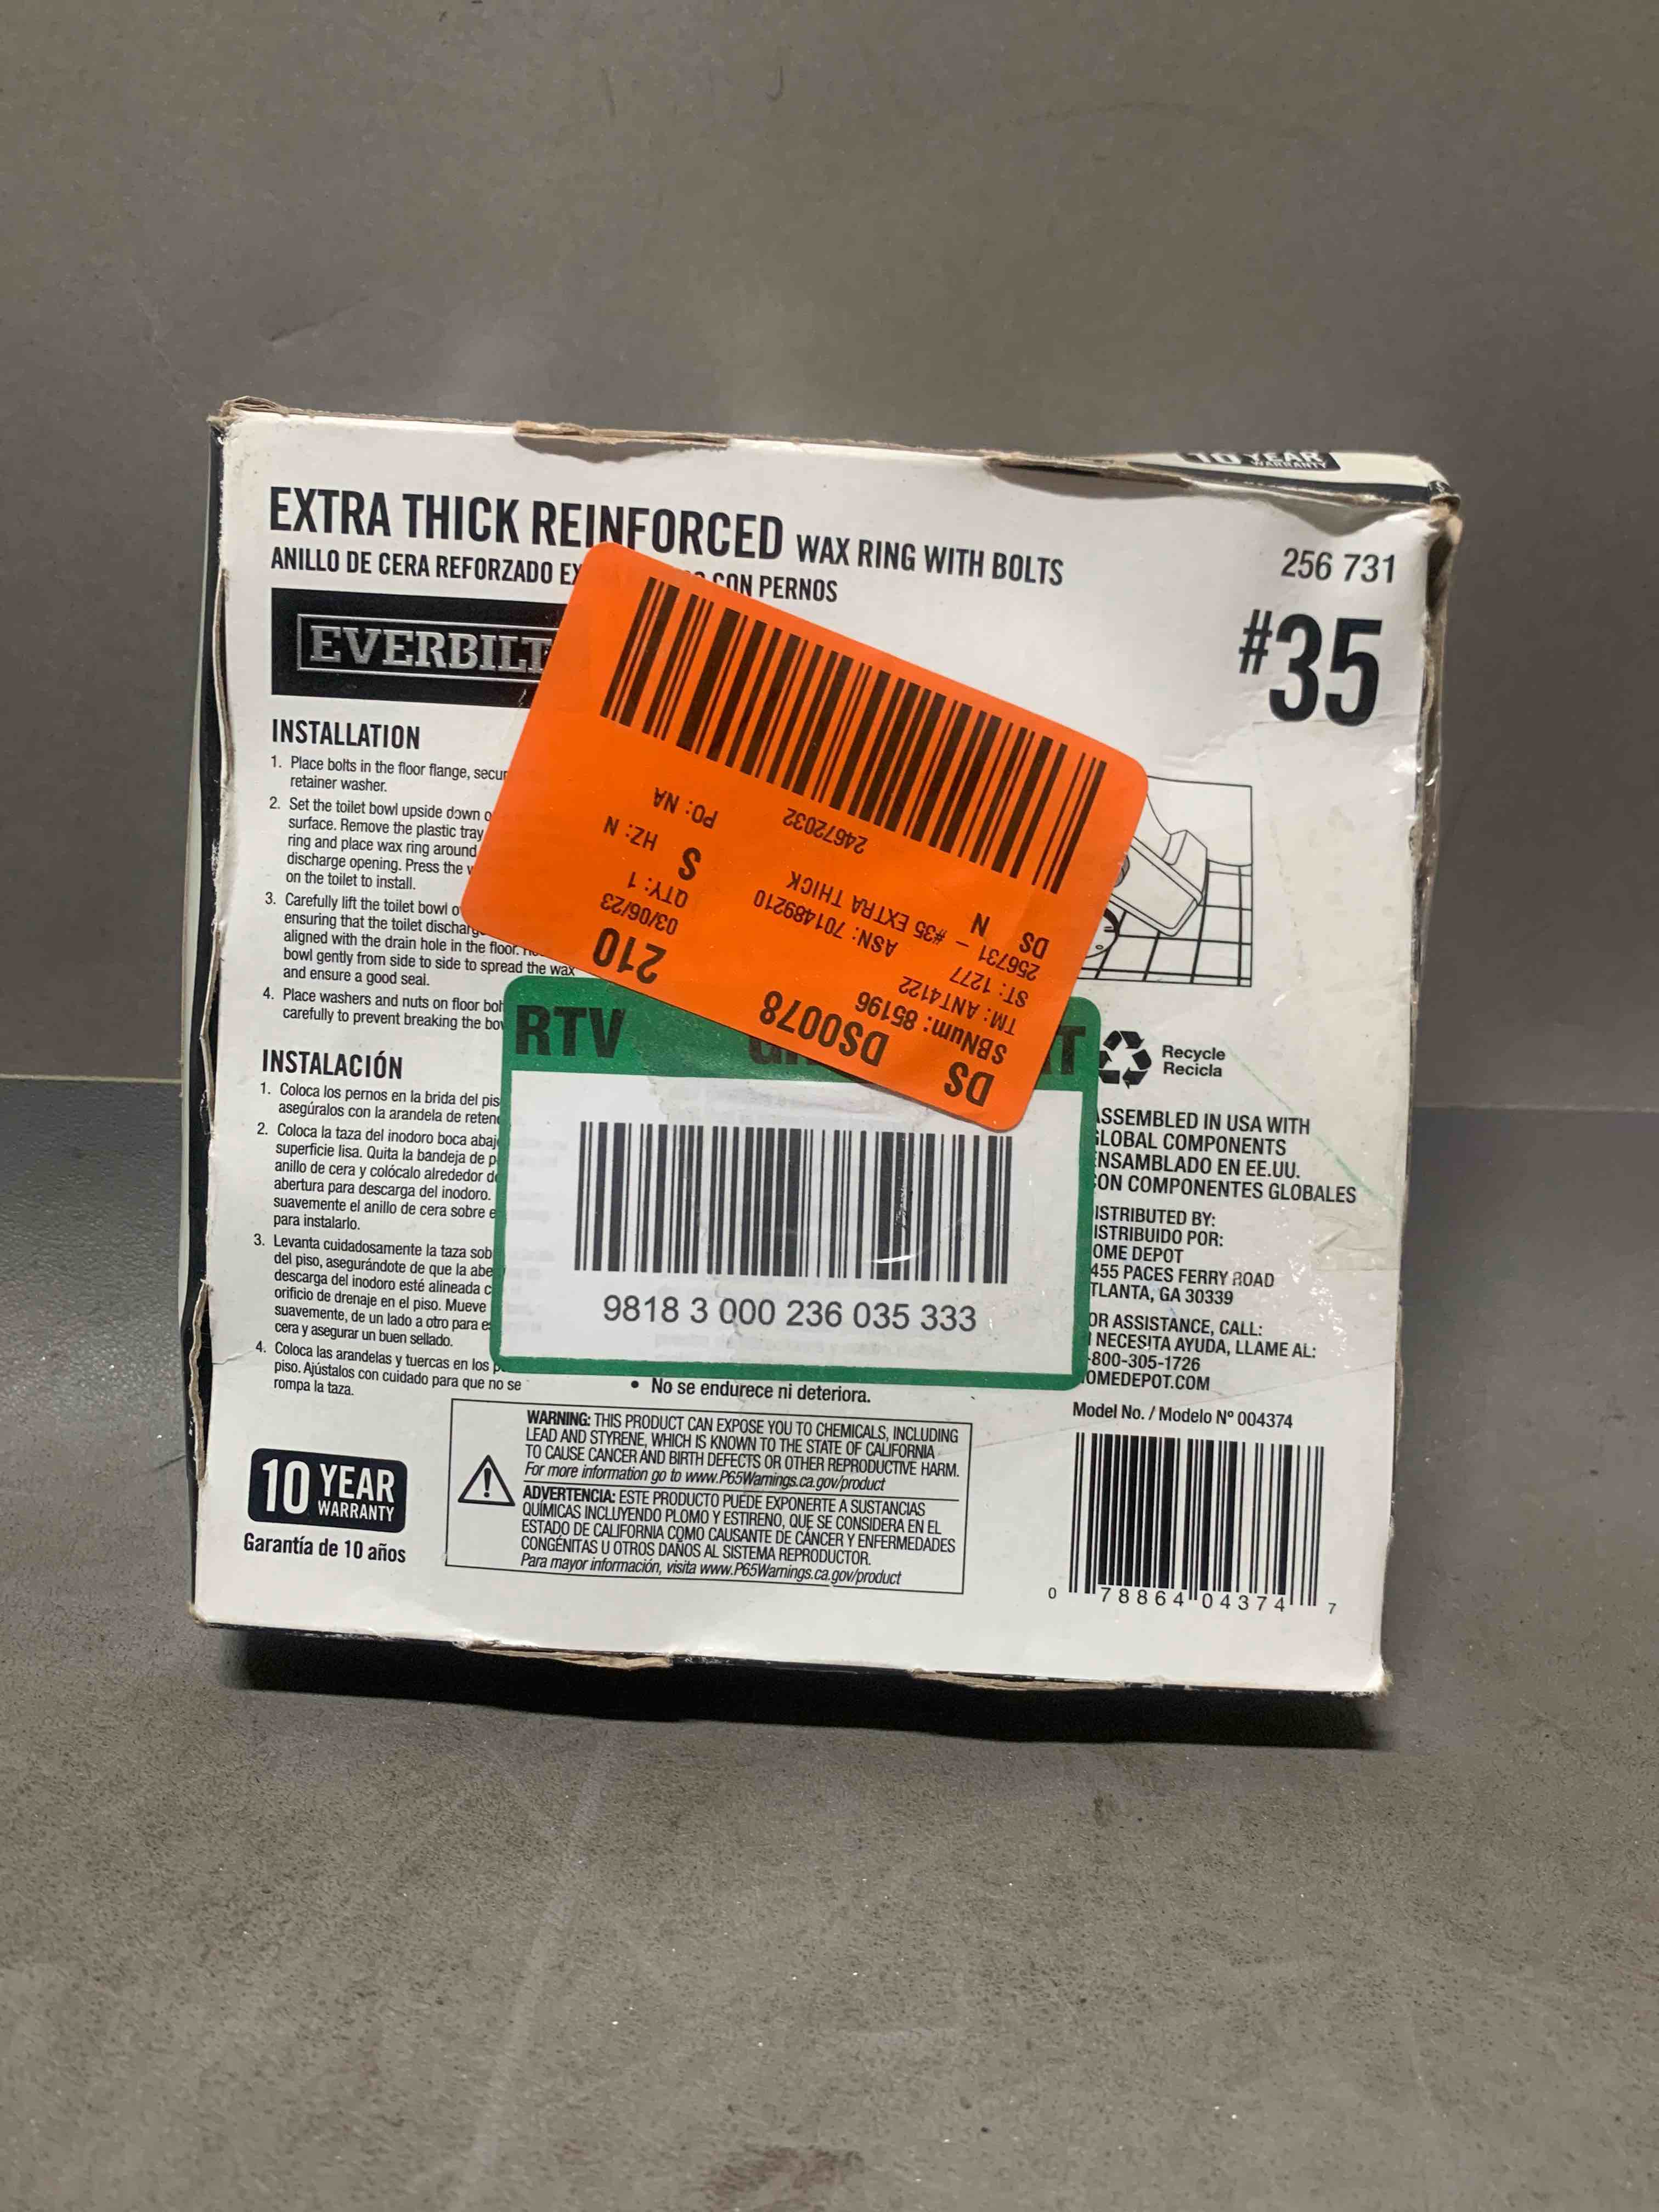 10 YEAR
WARRANTY
EXTRA THICK REINFORCED WAX RING WITH BOLTS
ANILLO DE CERA REFORZADO CON PERNOS
256 731
#35
EVERBILT
INSTALLATION
1. Place bolts in the floor flange,
retainer washer.
2. Set the toilet bowl upside down
surface. Remove the plastic tray
ring and place wax ring around
discharge opening. Press the
on the toilet to install.
3. Carefully lift the toilet bowl
ensuring that the toilet
aligned with the drain hole in the floor.
bowl gently from side to side to spread the wax
and ensure a good seal.
4. Place washers and nuts on floor
carefully to prevent breaking the
INSTALACIÓN
1. Coloca los pernos en la brida del
asegúralos con la arandela de
2. Coloca la taza del inodoro boca
superficie lisa. Quita la bandeja de
anillo de cera y colócalo alrededor
abertura para descarga del inodoro.
suavemente el anillo de cera sobre
para instalarlo.
3. Levanta cuidadosamente la taza
del piso, asegurándote de que la
descarga del inodoro esté alineada
orificio de drenaje en el piso. Mueve
suavemente, de un lado a otro para
cera y asegurar un buen sellado.
4. Coloca las arandelas y tuercas en los
piso. Ajústalos con cuidado para que no se
rompa la taza.
10 YEAR
WARRANTY
Garantía de 10 años
DS DS0078 210
SBNum: 85196 03/06/23
TM: ANT4122 QTY: 1
ST: 1277 ASN: 701489210 S HZ: N
256731 - #35 EXTRA THICK PO: NA
DS N
24672032
RTV
9818 3 000 236 035 333
• No se endurece ni deteriora.
WARNING: THIS PRODUCT CAN EXPOSE YOU TO CHEMICALS, INCLUDING
LEAD AND STYRENE, WHICH IS KNOWN TO THE STATE OF CALIFORNIA
TO CAUSE CANCER AND BIRTH DEFECTS OR OTHER REPRODUCTIVE HARM.
For more information go to www.P65Warnings.ca.gov/product
ADVERTENCIA: ESTE PRODUCTO PUEDE EXPONERTE A SUSTANCIAS
QUÍMICAS INCLUYENDO PLOMO Y ESTIRENO, QUE SE CONSIDERA EN EL
ESTADO DE CALIFORNIA COMO CAUSANTE DE CÁNCER Y ENFERMEDADES
CONGÉNITAS U OTROS DAÑOS AL SISTEMA REPRODUCTOR.
Para mayor información, visita www.P65Warnings.ca.gov/product
Recycle
Recicla
ASSEMBLED IN USA WITH
GLOBAL COMPONENTS
ENSAMBLADO EN EE.UU.
CON COMPONENTES GLOBALES
DISTRIBUTED BY:
DISTRIBUIDO POR:
HOME DEPOT
455 PACES FERRY ROAD
ATLANTA, GA 30339
FOR ASSISTANCE, CALL:
NECESITA AYUDA, LLAME AL:
-800-305-1726
HOMEDEPOT.COM
Model No. / Modelo Nº 004374
0 78864 04374 7